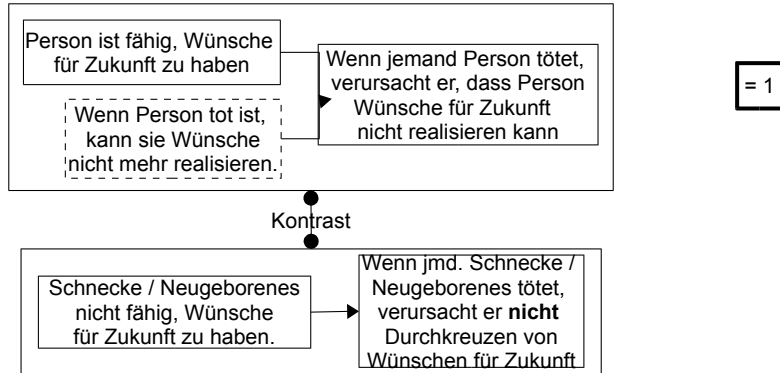 Person ist fähig, Wünsche
für Zukunft zu haben
Wenn Person tot ist,
kann sie Wünsche
nicht mehr realisieren.
Wenn jemand Person tötet,
verursacht er, dass Person
Wünsche für Zukunft
nicht realisieren kann
= 1
Kontrast
Schnecke / Neugeborenes
nicht fähig, Wünsche
für Zukunft zu haben.
Wenn jmd. Schnecke /
Neugeborenes tötet,
verursacht er nicht
Durchkreuzen von
Wünschen für Zukunft